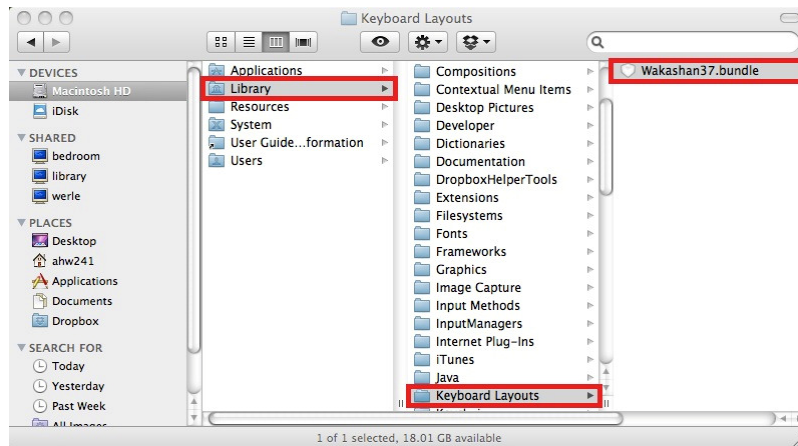 Keyboard Layouts
DEVICES
Macintosh HD
iDisk
SHARED
bedroom
library
werle
PLACES
Desktop
ahw241
Applications
Documents
Dropbox
SEARCH FOR
Today
Yesterday
Past Week
All Images
Applications
Library
Resources
System
User Guide...formation
Users
Compositions
Contextual Menu Items
Desktop Pictures
Developer
Dictionaries
Documentation
DropboxHelperTools
Extensions
Filesystems
Fonts
Frameworks
Graphics
Image Capture
Input Methods
InputManagers
Internet Plug-Ins
iTunes
Java
Keyboard Layouts
Wakashan37.bundle
1 of 1 selected, 18.01 GB available